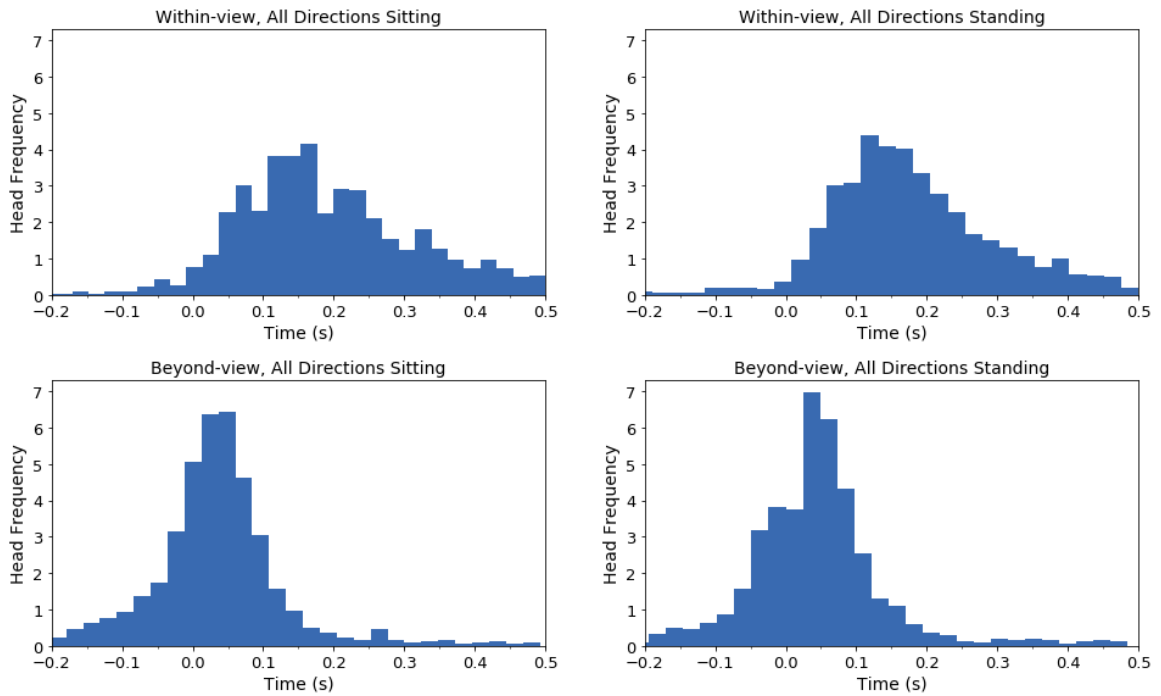 Within-view, All Directions Sitting
7
6
5
4
3
2
1
0
Head Frequency
−0.2 −0.1 0.0 0.1 0.2 0.3 0.4 0.5
Time (s)
Within-view, All Directions Standing
7
6
5
4
3
2
1
0
Head Frequency
−0.2 −0.1 0.0 0.1 0.2 0.3 0.4 0.5
Time (s)
Beyond-view, All Directions Sitting
7
6
5
4
3
2
1
0
Head Frequency
−0.2 −0.1 0.0 0.1 0.2 0.3 0.4 0.5
Time (s)
Beyond-view, All Directions Standing
7
6
5
4
3
2
1
0
Head Frequency
−0.2 −0.1 0.0 0.1 0.2 0.3 0.4 0.5
Time (s)